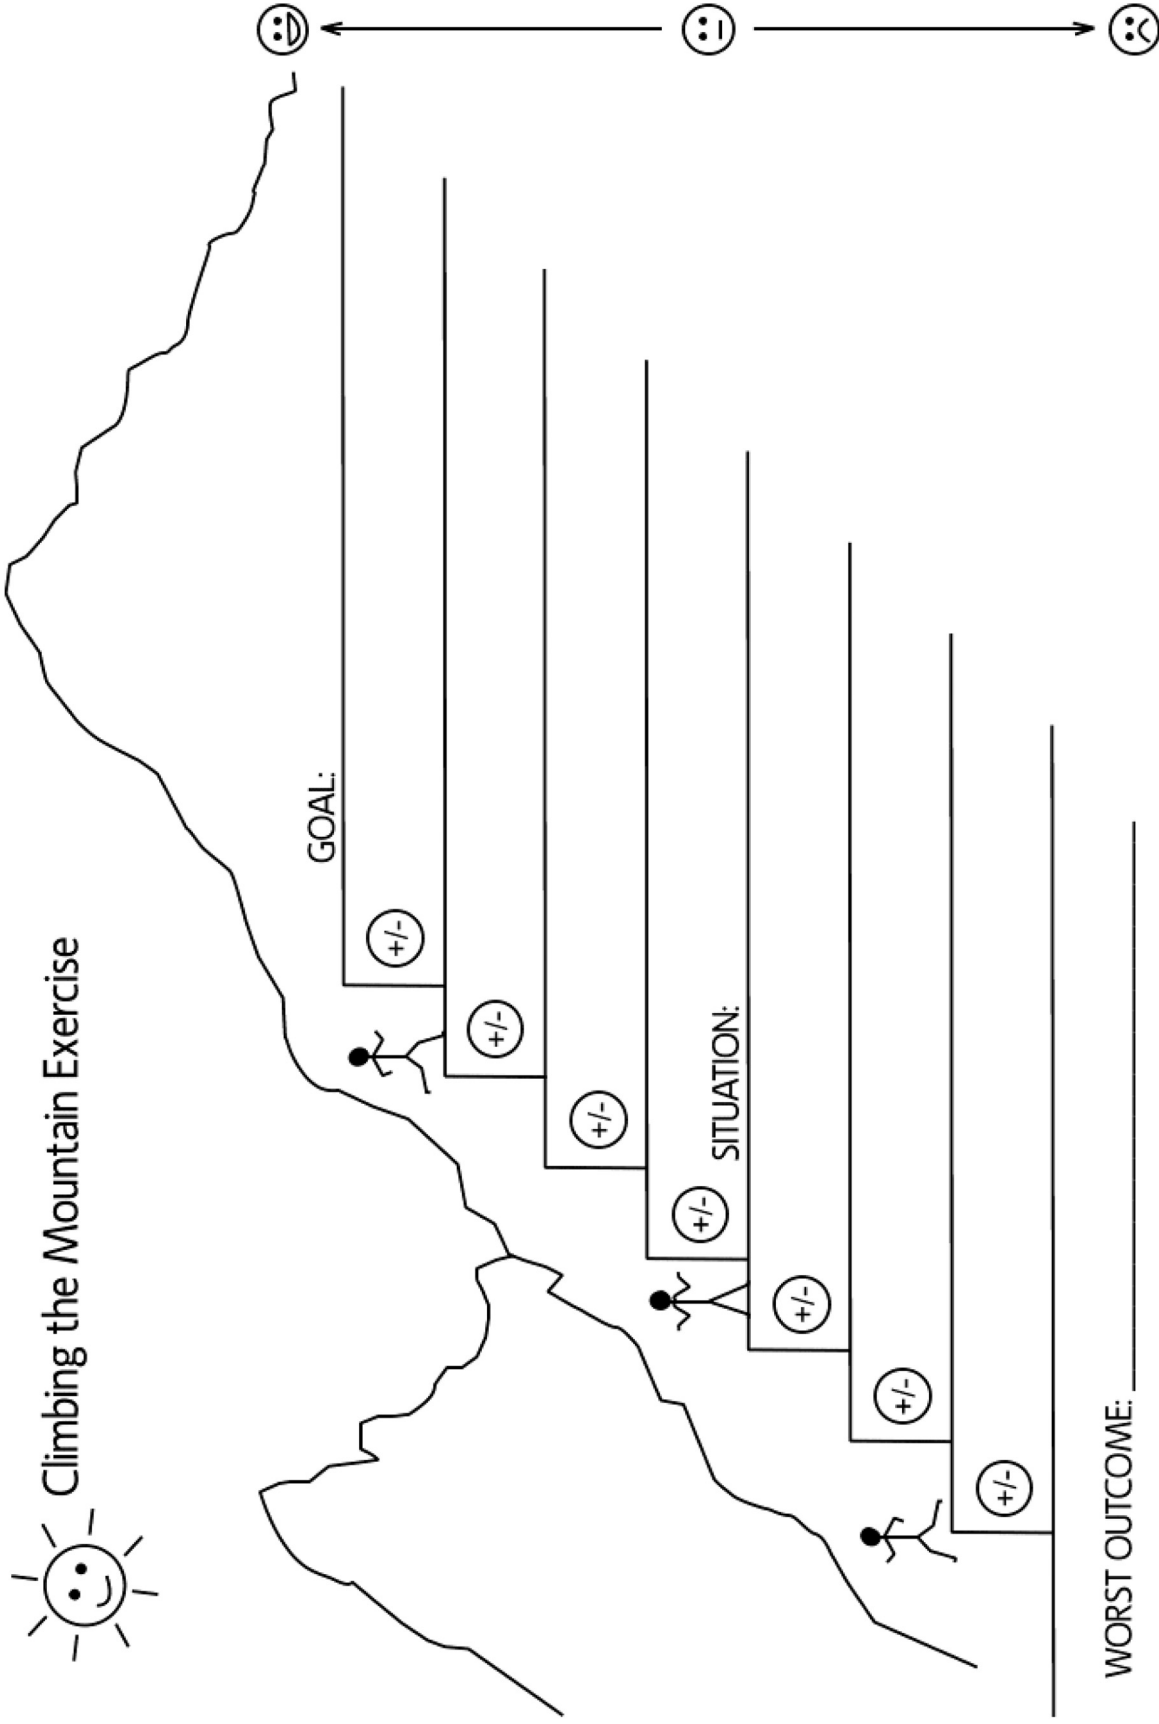 Climbing the Mountain Exercise
GOAL:
+/-
+/-
+/-
SITUATION:
+/-
+/-
+/-
+/-
WORST OUTCOME: